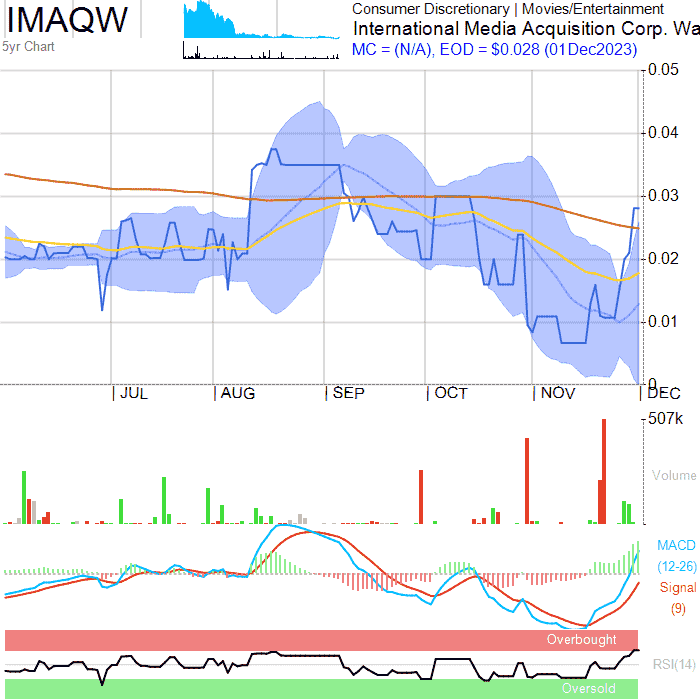 IMAQW
5yr Chart
Consumer Discretionary | Movies/Entertainment
International Media Acquisition Corp. Wa
MC = (N/A), EOD = $0.028 (01Dec2023)
0.05
0.04
0.03
0.02
0.01
0
JUL AUG SEP OCT NOV DEC
507k
Volume
MACD
(12-26)
Signal
(9)
Overbought
RSI(14)
Oversold